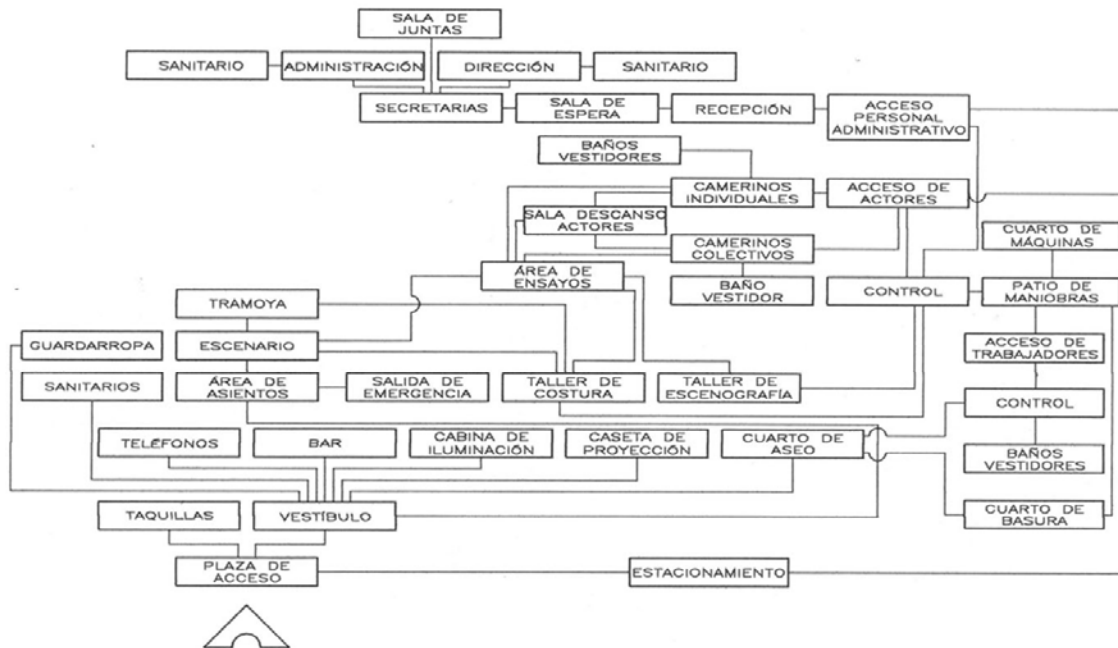 SALA DE
JUNTAS
SANITARIO
ADMINISTRACIÓN
DIRECCIÓN
SANITARIO
SECRETARIAS
SALA DE
ESPERA
RECEPCIÓN
ACCESO
PERSONAL
ADMINISTRATIVO
BAÑOS
VESTIDORES
CAMERINOS
INDIVIDUALES
ACCESO DE
ACTORES
SALA DESCANSO
ACTORES
CUARTO DE
MÁQUINAS
CAMERINOS
COLECTIVOS
ÁREA DE
ENSAYOS
BAÑO
VESTIDOR
CONTROL
PATIO DE
MANIOBRAS
TRAMOYA
GUARDARROPA
ESCENARIO
ACCESO DE
TRABAJADORES
SANITARIOS
ÁREA DE
ASIENTOS
SALIDA DE
EMERGENCIA
TALLER DE
COSTURA
TALLER DE
ESCENOGRAFÍA
CONTROL
TELÉFONOS
BAR
CABINA DE
ILUMINACIÓN
CASETA DE
PROYECCIÓN
CUARTO DE
ASEO
BAÑOS
VESTIDORES
TAQUILLAS
VESTÍBULO
CUARTO DE
BASURA
PLAZA DE
ACCESO
ESTACIONAMIENTO